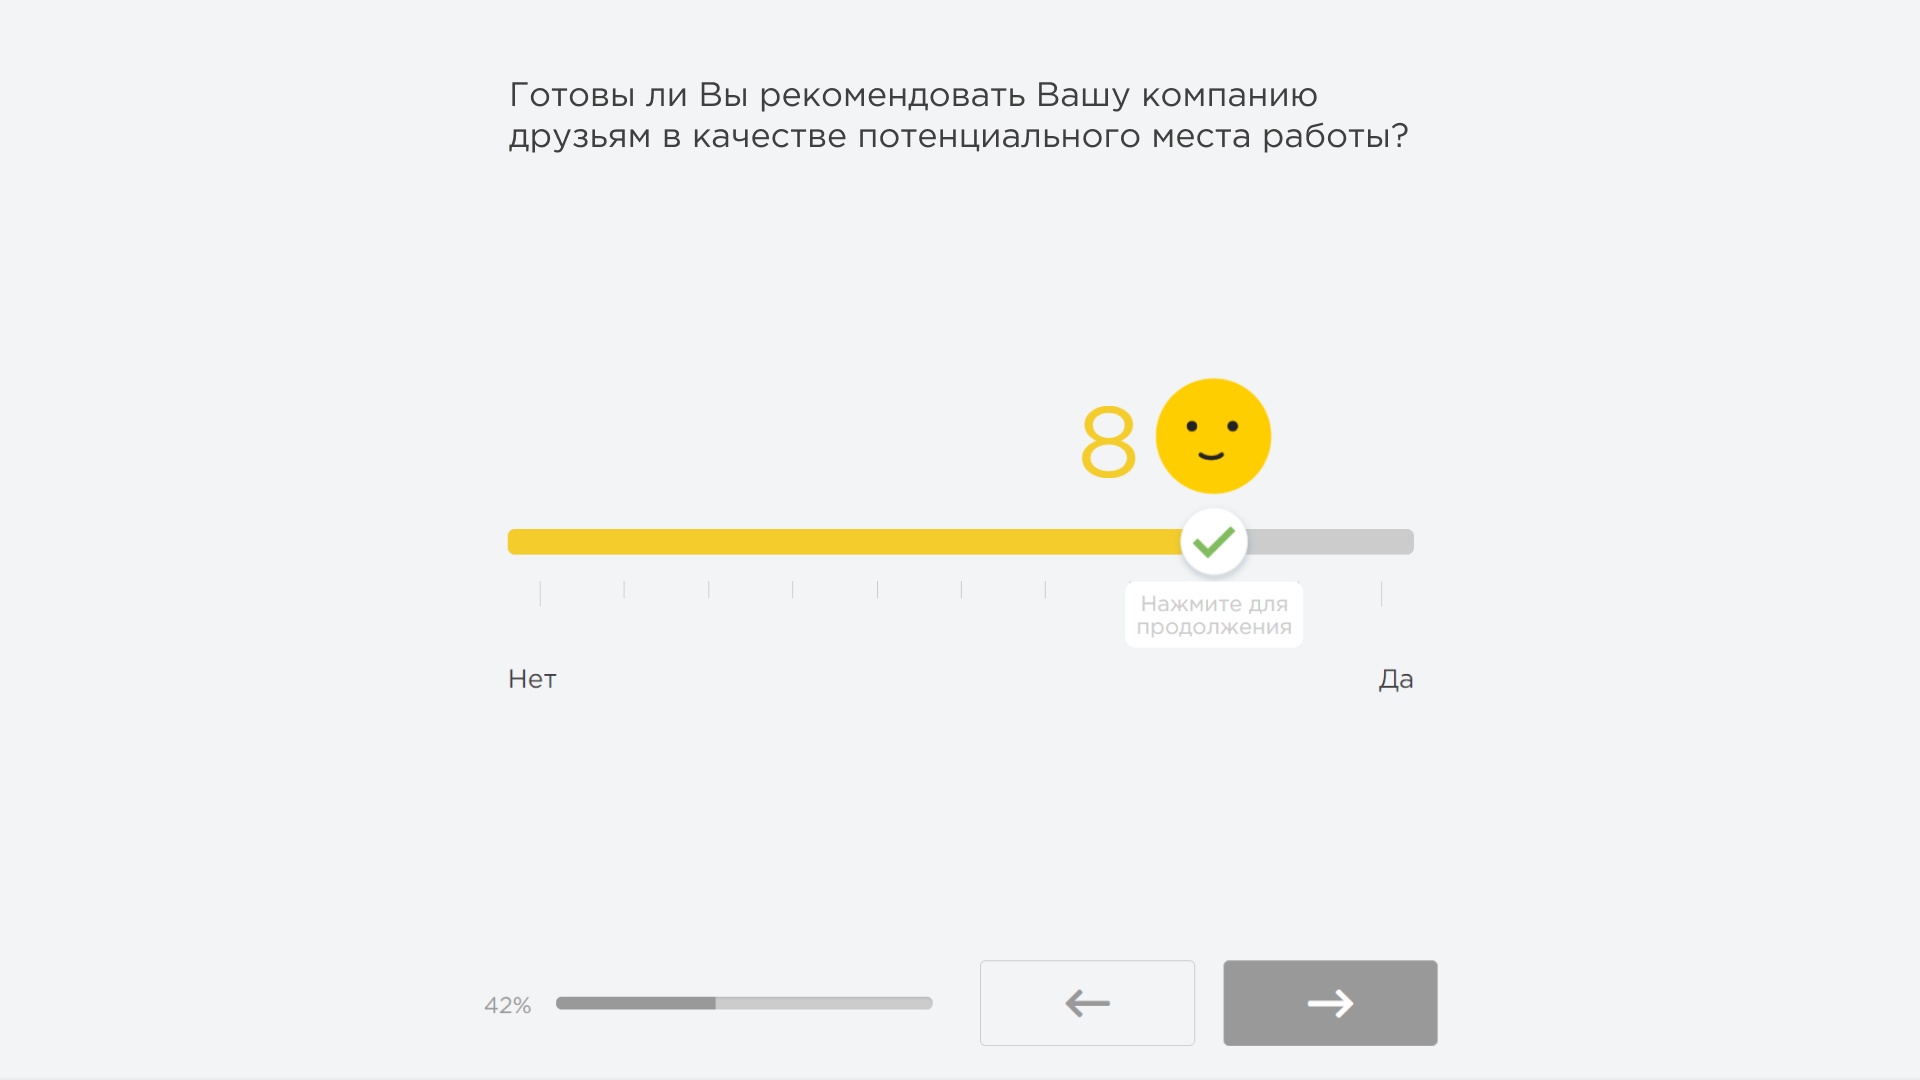 Готовы ли Вы рекомендовать Вашу компанию
друзьям в качестве потенциального места работы?
8
Нажмите для
продолжения
Нет
Да
42%